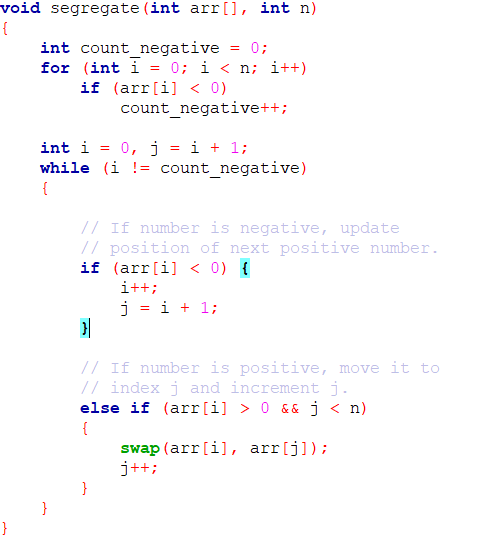 void segregate(int arr[], int n)
{
    int count_negative = 0;
    for (int i = 0; i < n; i++)
        if (arr[i] < 0)
            count_negative++;

    int i = 0, j = i + 1;
    while (i != count_negative)
    {

        // If number is negative, update
        // position of next positive number.
        if (arr[i] < 0) {
            i++;
            j = i + 1;
        }

        // If number is positive, move it to
        // index j and increment j.
        else if (arr[i] > 0 && j < n)
        {
            swap(arr[i], arr[j]);
            j++;
        }
    }
}